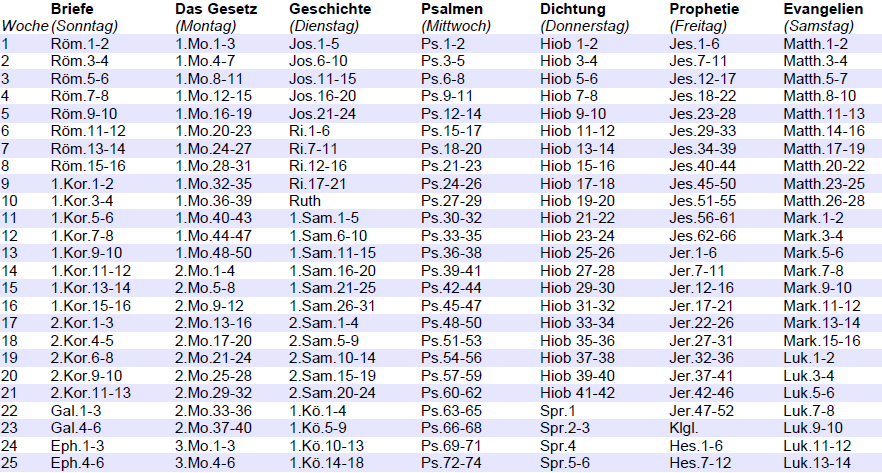 Briefe Das Gesetz Geschichte Psalmen Dichtung Prophetie Evangelien
Woche (Sonntag) (Montag) (Dienstag) (Mittwoch) (Donnerstag) (Freitag) (Samstag)
1 Röm.1-2 1.Mo.1-3 Jos.1-5 Ps.1-2 Hiob 1-2 Jes.1-6 Matth.1-2
2 Röm.3-4 1.Mo.4-7 Jos.6-10 Ps.3-5 Hiob 3-4 Jes.7-11 Matth.3-4
3 Röm.5-6 1.Mo.8-11 Jos.11-15 Ps.6-8 Hiob 5-6 Jes.12-17 Matth.5-7
4 Röm.7-8 1.Mo.12-15 Jos.16-20 Ps.9-11 Hiob 7-8 Jes.18-22 Matth.8-10
5 Röm.9-10 1.Mo.16-19 Jos.21-24 Ps.12-14 Hiob 9-10 Jes.23-28 Matth.11-13
6 Röm.11-12 1.Mo.20-23 Ri.1-6 Ps.15-17 Hiob 11-12 Jes.29-33 Matth.14-16
7 Röm.13-14 1.Mo.24-27 Ri.7-11 Ps.18-20 Hiob 13-14 Jes.34-39 Matth.17-19
8 Röm.15-16 1.Mo.28-31 Ri.12-16 Ps.21-23 Hiob 15-16 Jes.40-44 Matth.20-22
9 1.Kor.1-2 1.Mo.32-35 Ri.17-21 Ps.24-26 Hiob 17-18 Jes.45-50 Matth.23-25
10 1.Kor.3-4 1.Mo.36-39 Ruth Ps.27-29 Hiob 19-20 Jes.51-55 Matth.26-28
11 1.Kor.5-6 1.Mo.40-43 1.Sam.1-5 Ps.30-32 Hiob 21-22 Jes.56-61 Mark.1-2
12 1.Kor.7-8 1.Mo.44-47 1.Sam.6-10 Ps.33-35 Hiob 23-24 Jes.62-66 Mark.3-4
13 1.Kor.9-10 1.Mo.48-50 1.Sam.11-15 Ps.36-38 Hiob 25-26 Jer.1-6 Mark.5-6
14 1.Kor.11-12 2.Mo.1-4 1.Sam.16-20 Ps.39-41 Hiob 27-28 Jer.7-11 Mark.7-8
15 1.Kor.13-14 2.Mo.5-8 1.Sam.21-25 Ps.42-44 Hiob 29-30 Jer.12-16 Mark.9-10
16 1.Kor.15-16 2.Mo.9-12 1.Sam.26-31 Ps.45-47 Hiob 31-32 Jer.17-21 Mark.11-12
17 2.Kor.1-3 2.Mo.13-16 2.Sam.1-4 Ps.48-50 Hiob 33-34 Jer.22-26 Mark.13-14
18 2.Kor.4-5 2.Mo.17-20 2.Sam.5-9 Ps.51-53 Hiob 35-36 Jer.27-31 Mark.15-16
19 2.Kor.6-8 2.Mo.21-24 2.Sam.10-14 Ps.54-56 Hiob 37-38 Jer.32-36 Luk.1-2
20 2.Kor.9-10 2.Mo.25-28 2.Sam.15-19 Ps.57-59 Hiob 39-40 Jer.37-41 Luk.3-4
21 2.Kor.11-13 2.Mo.29-32 2.Sam.20-24 Ps.60-62 Hiob 41-42 Jer.42-46 Luk.5-6
22 Gal.1-3 2.Mo.33-36 1.Kö.1-4 Ps.63-65 Spr.1 Jer.47-52 Luk.7-8
23 Gal.4-6 2.Mo.37-40 1.Kö.5-9 Ps.66-68 Spr.2-3 Klgl. Luk.9-10
24 Eph.1-3 3.Mo.1-3 1.Kö.10-13 Ps.69-71 Spr.4 Hes.1-6 Luk.11-12
25 Eph.4-6 3.Mo.4-6 1.Kö.14-18 Ps.72-74 Spr.5-6 Hes.7-12 Luk.13-14